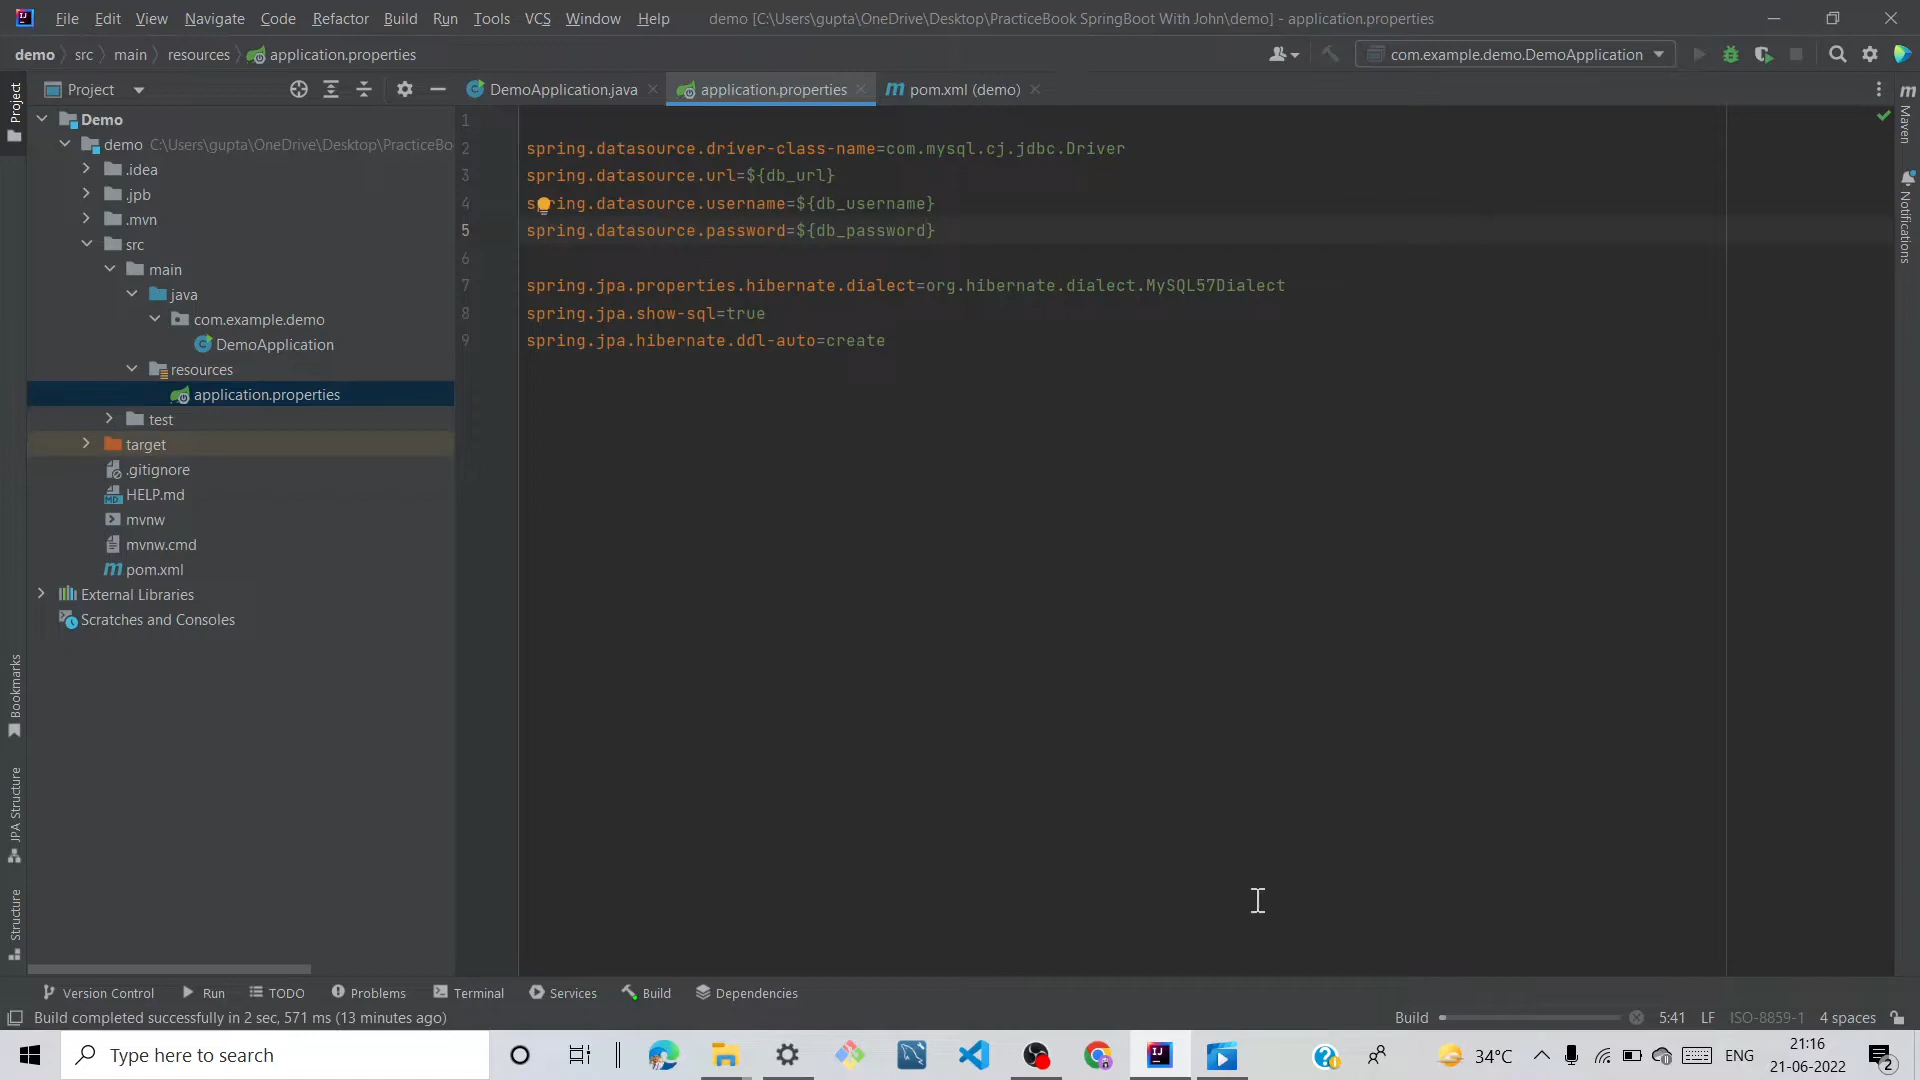 File Edit View Navigate Code Refactor Build Run Tools VCS Window Help demo [C:\Users\gupta\OneDrive\Desktop\PracticeBook SpringBoot With John\demo] - application.properties
demo src main resources application.properties com.example.demo.DemoApplication
Project DemoApplication.java application.properties pom.xml (demo)
Project
Maven
Notifications
Bookmarks
JPA Structure
Structure
Demo
demo C:\Users\gupta\OneDrive\Desktop\PracticeBo
.idea
.jpb
.mvn
src
main
java
com.example.demo
DemoApplication
resources
application.properties
test
target
.gitignore
HELP.md
mvnw
mvnw.cmd
pom.xml
External Libraries
Scratches and Consoles
1
2 spring.datasource.driver-class-name=com.mysql.cj.jdbc.Driver
3 spring.datasource.url=${db_url}
4 spring.datasource.username=${db_username}
5 spring.datasource.password=${db_password}
6
7 spring.jpa.properties.hibernate.dialect=org.hibernate.dialect.MySQL57Dialect
8 spring.jpa.show-sql=true
9 spring.jpa.hibernate.ddl-auto=create
Version Control Run TODO Problems Terminal Services Build Dependencies
Build completed successfully in 2 sec, 571 ms (13 minutes ago) Build 5:41 LF ISO-8859-1 4 spaces
Type here to search 34°C ENG 21:16
21-06-2022 2